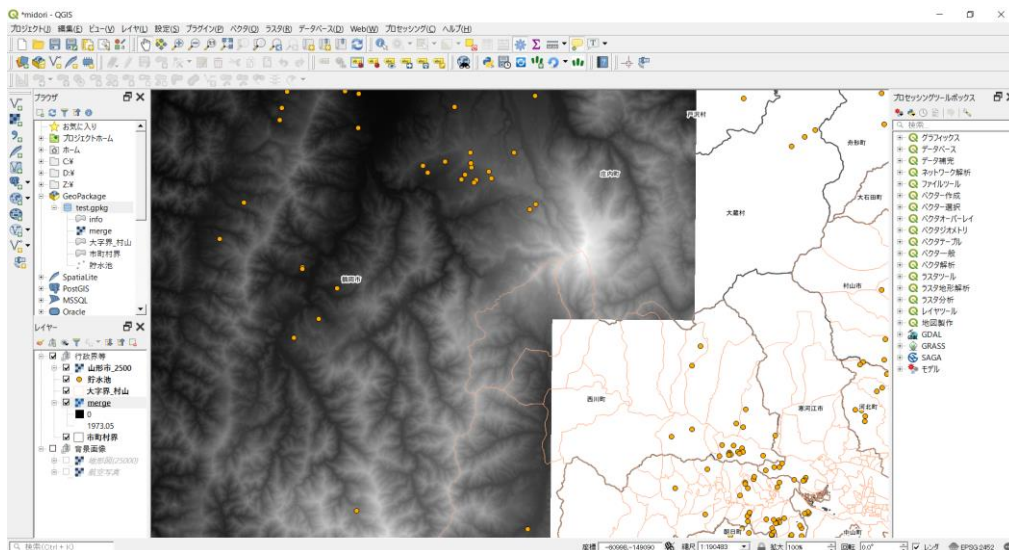 *midori - QGIS
プロジェクト(J) 編集(E) ビュー(V) レイヤ(L) 設定(S) プラグイン(P) ベクタ(O) ラスタ(R) データベース(D) Web(W) プロセッシング(C) ヘルプ(H)
ブラウザ
お気に入り
プロジェクトホーム
ホーム
C:¥
D:¥
Z:¥
GeoPackage
test.gpkg
info
merge
大字界_村山
市町村界
貯水池
SpatiaLite
PostGIS
MSSQL
Oracle
レイヤー
行政界等
山形市_2500
貯水池
大字界_村山
merge
0
1973.05
市町村界
背景画像
地形図(25000)
航空写真
戸沢村
舟形町
庄内町
大石田町
大蔵村
鶴岡市
村山市
西川町
寒河江市
河北町
朝日町
中山町
プロセッシングツールボックス
検索...
グラフィックス
データベース
データ補完
ネットワーク解析
ファイルツール
ベクター作成
ベクター選択
ベクタオーバーレイ
ベクタジオメトリ
ベクタテーブル
ベクタ一般
ベクタ解析
ラスタツール
ラスタ地形解析
ラスタ分析
レイヤツール
地図製作
GDAL
GRASS
SAGA
モデル
検索(Ctrl + K)
座標 -60996,-149090 縮尺 1:190483 拡大 100% 回転 0.0° レンダ EPSG:2452